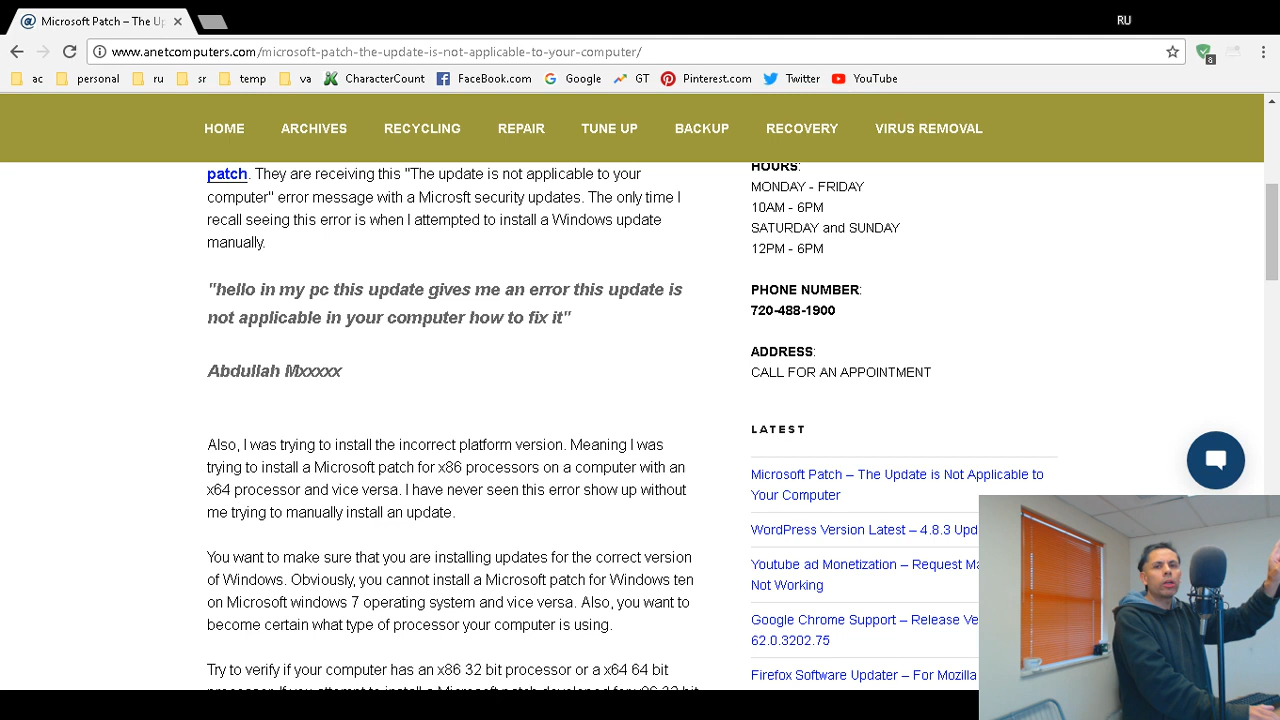 RU
Microsoft Patch – The Up
www.anetcomputers.com/microsoft-patch-the-update-is-not-applicable-to-your-computer/
ac personal ru sr temp va CharacterCount FaceBook.com Google GT Pinterest.com Twitter YouTube
HOME ARCHIVES RECYCLING REPAIR TUNE UP BACKUP RECOVERY VIRUS REMOVAL
patch. They are receiving this "The update is not applicable to your
computer" error message with a Microsft security updates. The only time I
recall seeing this error is when I attempted to install a Windows update
manually.
"hello in my pc this update gives me an error this update is
not applicable in your computer how to fix it"
Abdullah Mxxxxx
Also, I was trying to install the incorrect platform version. Meaning I was
trying to install a Microsoft patch for x86 processors on a computer with an
x64 processor and vice versa. I have never seen this error show up without
me trying to manually install an update.
You want to make sure that you are installing updates for the correct version
of Windows. Obviously, you cannot install a Microsoft patch for Windows ten
on Microsoft windows 7 operating system and vice versa. Also, you want to
become certain what type of processor your computer is using.
Try to verify if your computer has an x86 32 bit processor or a x64 64 bit
processor. If you attempt to install a Microsoft patch developed for x86 32 bit
HOURS:
MONDAY - FRIDAY
10AM - 6PM
SATURDAY and SUNDAY
12PM - 6PM
PHONE NUMBER:
720-488-1900
ADDRESS:
CALL FOR AN APPOINTMENT
LATEST
Microsoft Patch – The Update is Not Applicable to
Your Computer
WordPress Version Latest – 4.8.3 Upd
Youtube ad Monetization – Request Ma
Not Working
Google Chrome Support – Release Ve
62.0.3202.75
Firefox Software Updater – For Mozilla